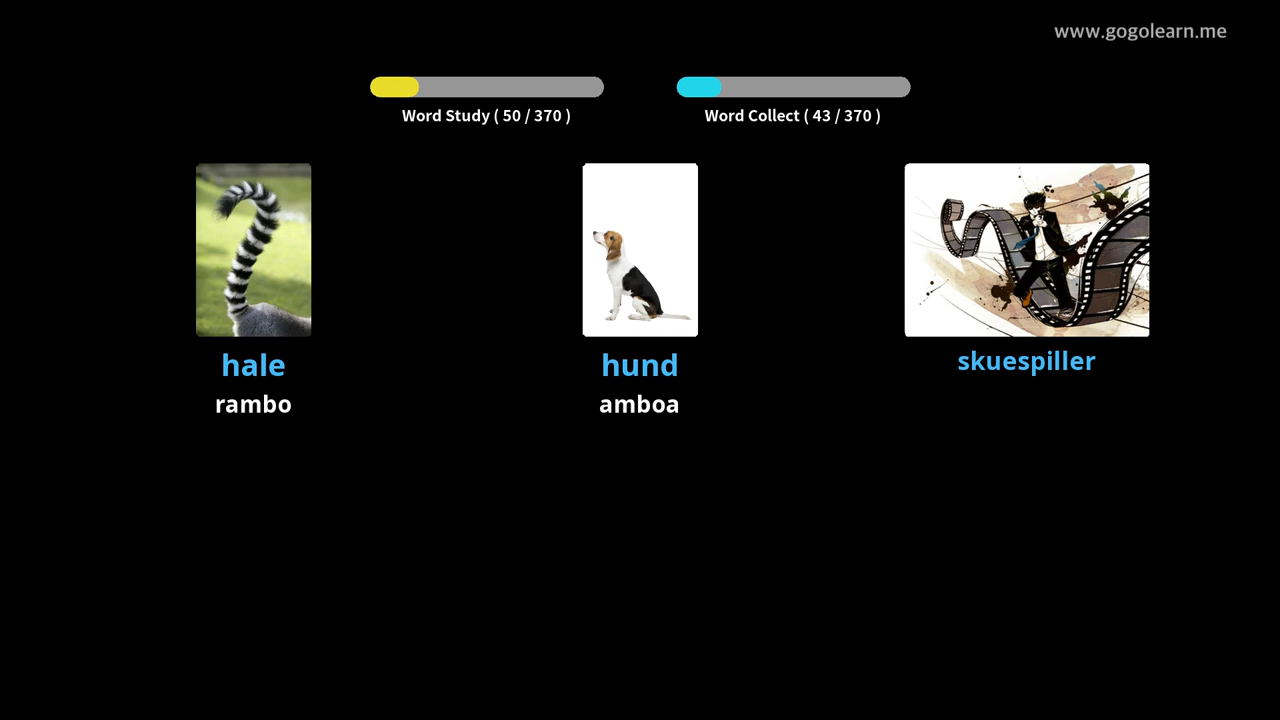 www.gogolearn.me
Word Study ( 50 / 370 )
Word Collect ( 43 / 370 )
hale
rambo
hund
amboa
skuespiller